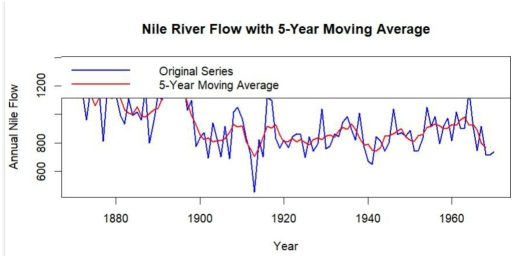 Nile River Flow with 5-Year Moving Average
Original Series
5-Year Moving Average
Annual Nile Flow
1200
800
600
1880 1900 1920 1940 1960
Year